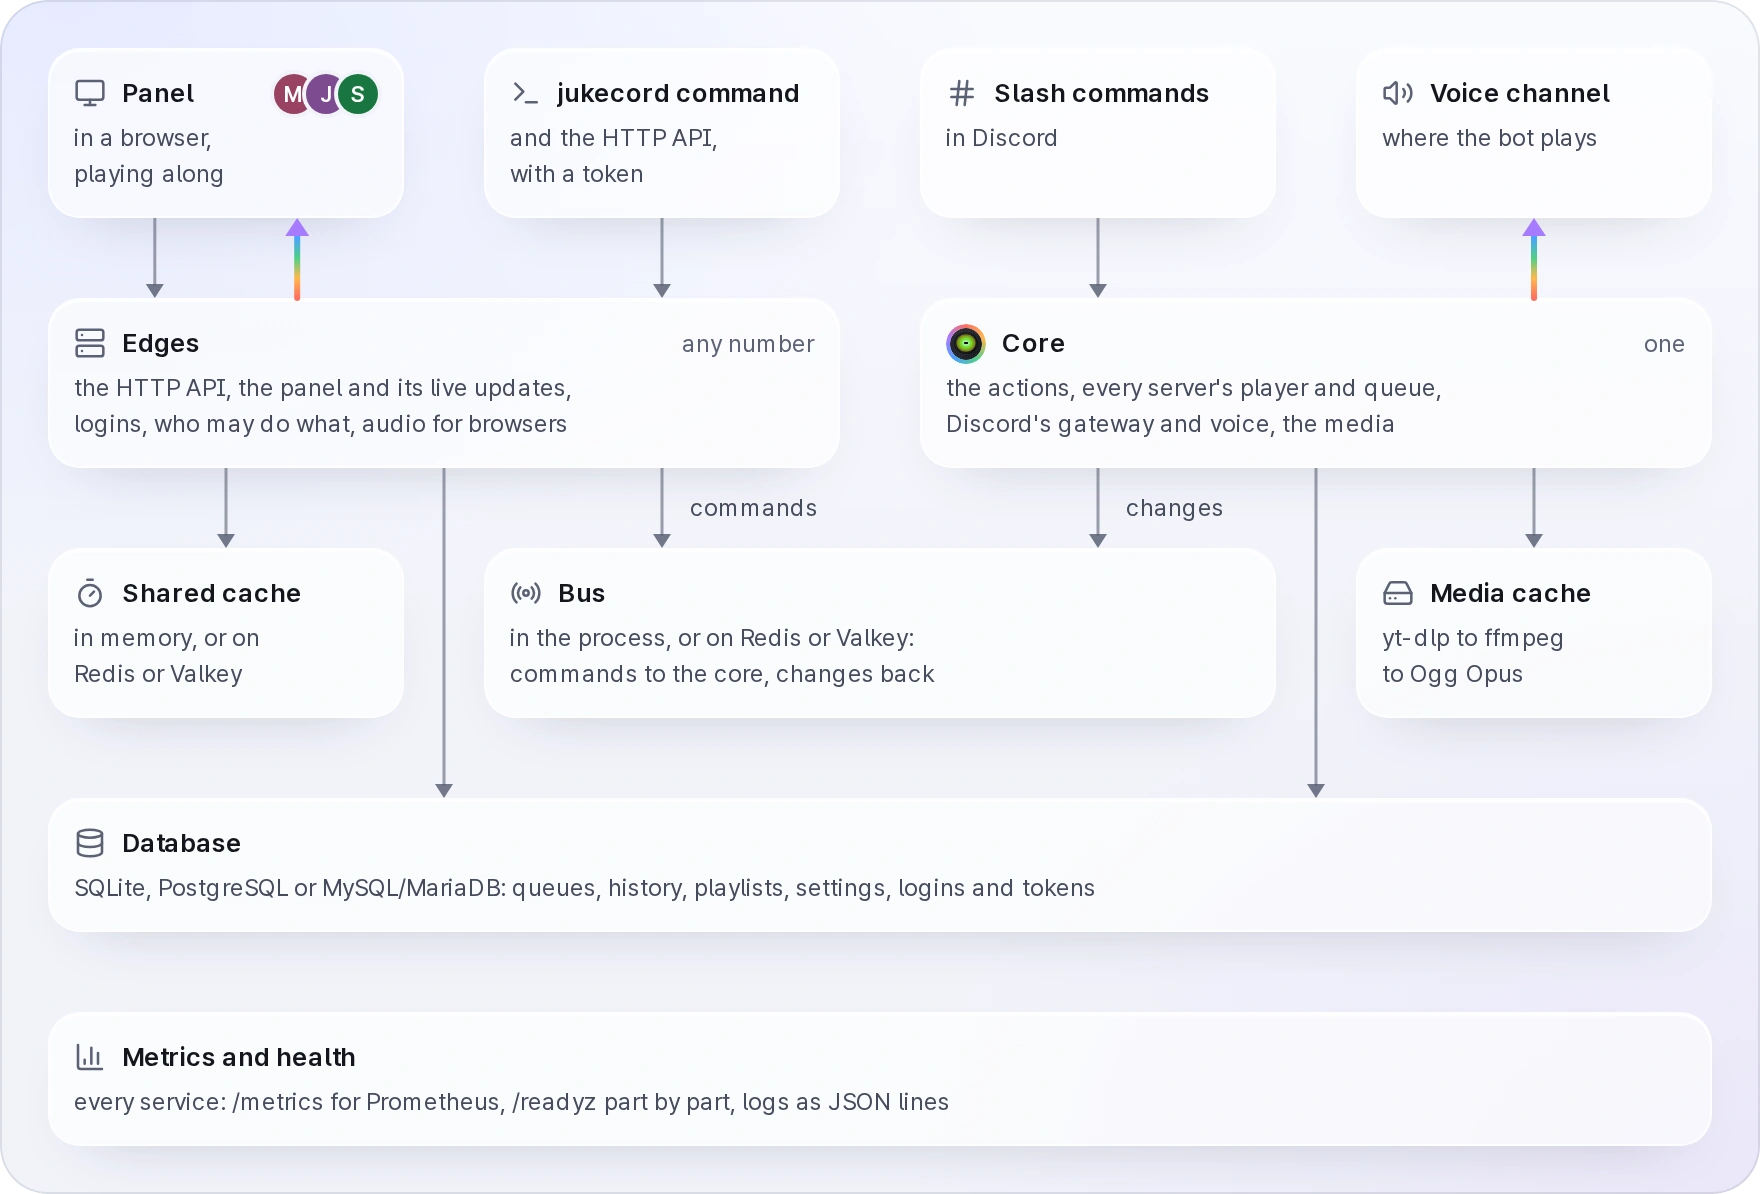 Panel
M J S
in a browser,
playing along
jukecord command
and the HTTP API,
with a token
Slash commands
in Discord
Voice channel
where the bot plays
Edges
any number
the HTTP API, the panel and its live updates,
logins, who may do what, audio for browsers
Core
one
the actions, every server's player and queue,
Discord's gateway and voice, the media
commands
changes
Shared cache
in memory, or on
Redis or Valkey
Bus
in the process, or on Redis or Valkey:
commands to the core, changes back
Media cache
yt-dlp to ffmpeg
to Ogg Opus
Database
SQLite, PostgreSQL or MySQL/MariaDB: queues, history, playlists, settings, logins and tokens
Metrics and health
every service: /metrics for Prometheus, /readyz part by part, logs as JSON lines